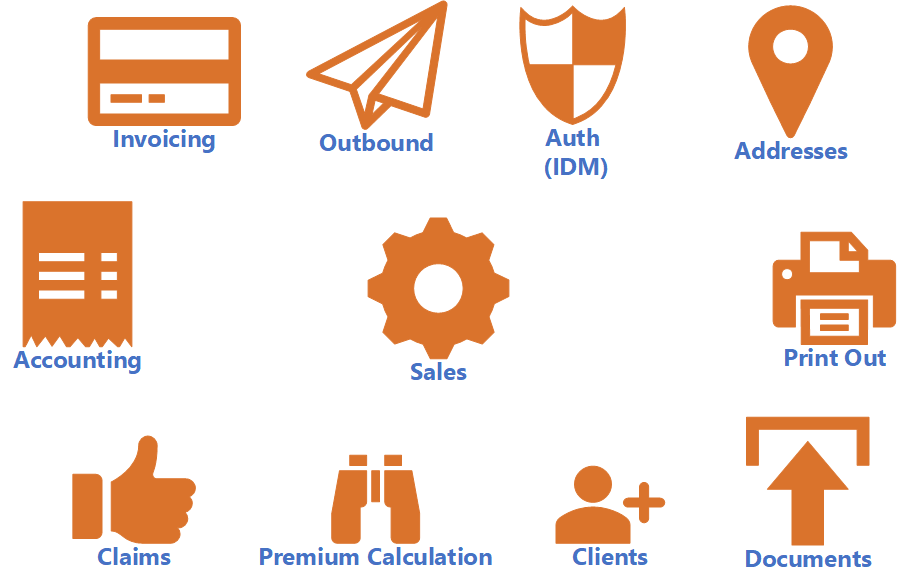 Invoicing
Outbound
Auth
(IDM)
Addresses
Accounting
Sales
Print Out
Claims
Premium Calculation
Clients
Documents